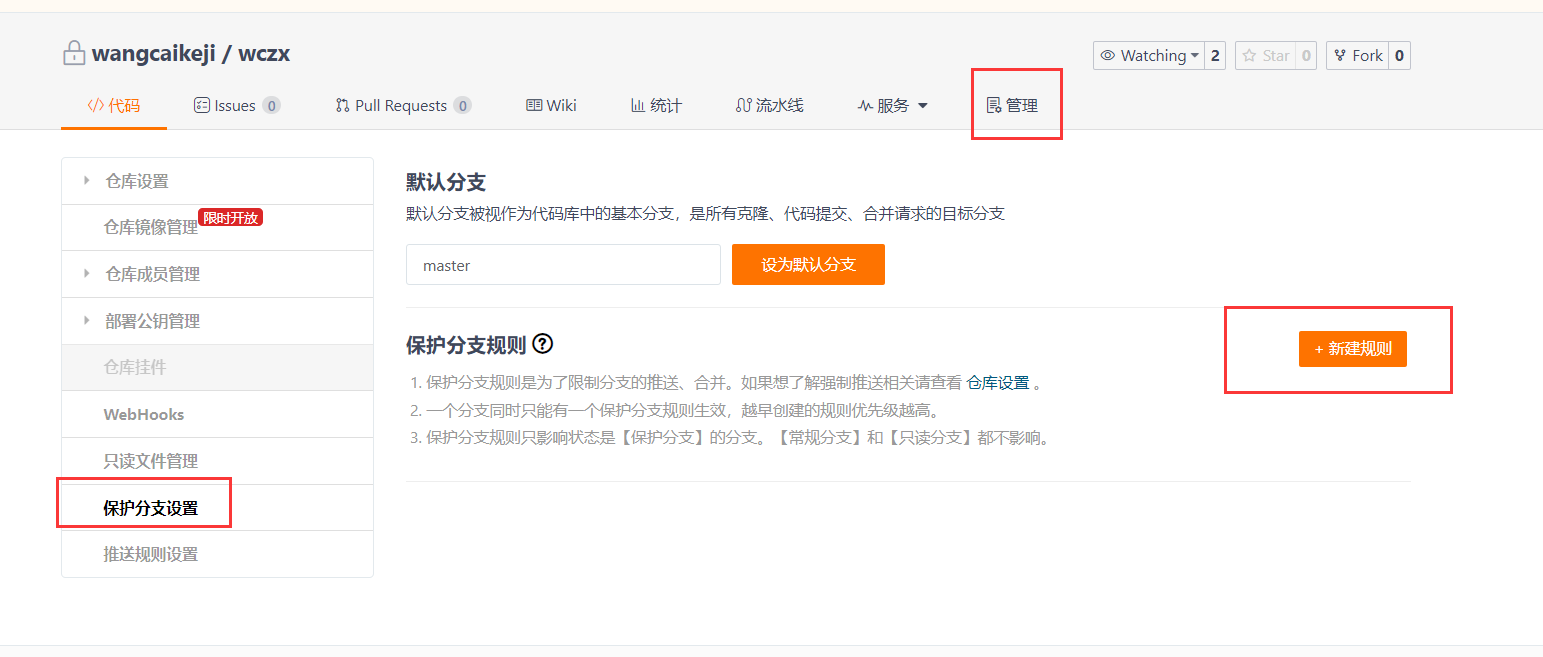 wangcaikeji / wczx
Watching 2 Star 0 Fork 0
代码 Issues 0 Pull Requests 0 Wiki 统计 流水线 服务 管理
仓库设置
仓库镜像管理 限时开放
仓库成员管理
部署公钥管理
仓库挂件
WebHooks
只读文件管理
保护分支设置
推送规则设置
默认分支
默认分支被视作为代码库中的基本分支，是所有克隆、代码提交、合并请求的目标分支
master 设为默认分支
保护分支规则 ?
+ 新建规则
1. 保护分支规则是为了限制分支的推送、合并。如果想了解强制推送相关请查看 仓库设置 。
2. 一个分支同时只能有一个保护分支规则生效，越早创建的规则优先级越高。
3. 保护分支规则只影响状态是【保护分支】的分支。【常规分支】和【只读分支】都不影响。